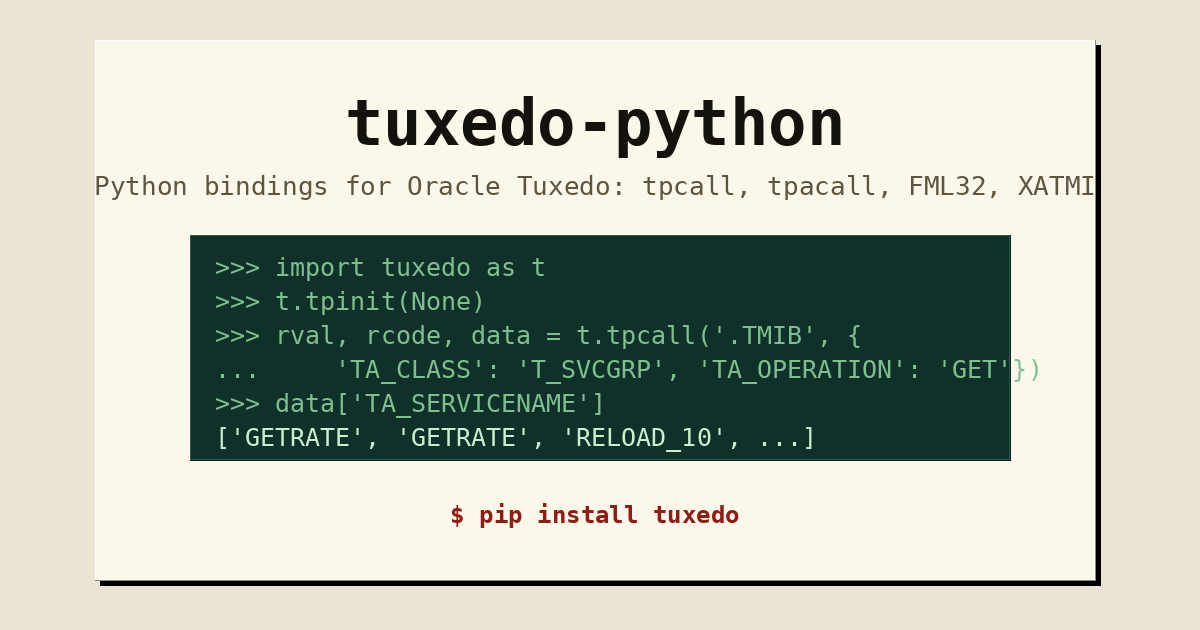 tuxedo-python
Python bindings for Oracle Tuxedo: tpcall, tpacall, FML32, XATMI
>>> import tuxedo as t
>>> t.tpinit(None)
>>> rval, rcode, data = t.tpcall('.TMIB', {
...     'TA_CLASS': 'T_SVCGRP', 'TA_OPERATION': 'GET'})
>>> data['TA_SERVICENAME']
['GETRATE', 'GETRATE', 'RELOAD_10', ...]
$ pip install tuxedo